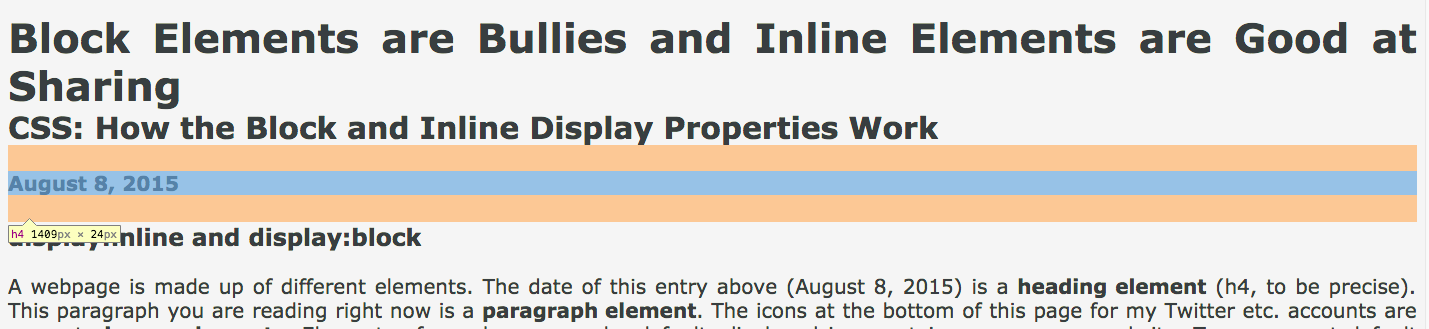 Block Elements are Bullies and Inline Elements are Good at
Sharing
CSS: How the Block and Inline Display Properties Work
August 8, 2015
h4 1409px × 24px
display:inline and display:block
A webpage is made up of different elements. The date of this entry above (August 8, 2015) is a heading element (h4, to be precise).
This paragraph you are reading right now is a paragraph element. The icons at the bottom of this page for my Twitter etc. accounts are